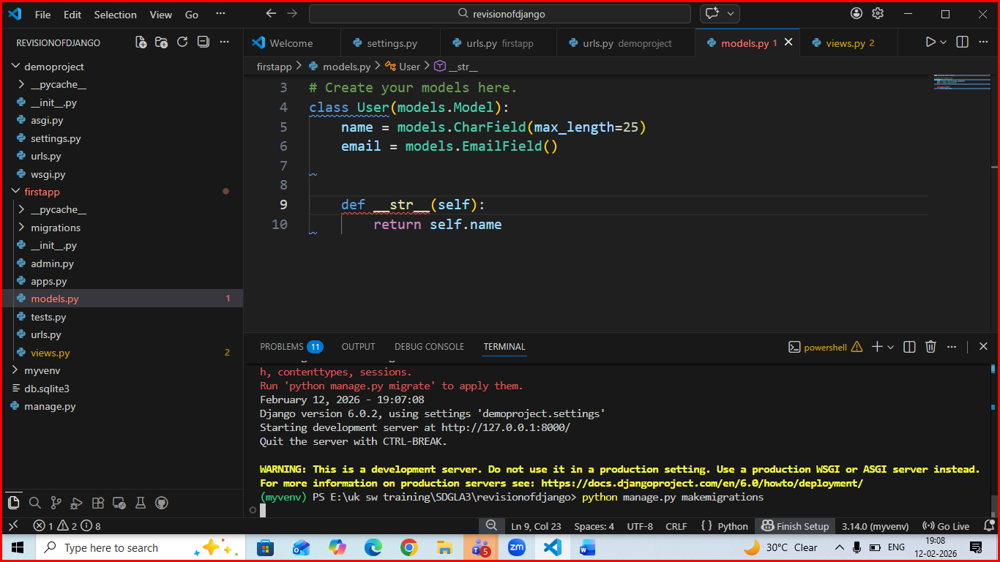 File Edit Selection View Go ··· revisionofdjango
REVISIONOFDJANGO
demoproject
__pycache__
__init__.py
asgi.py
settings.py
urls.py
wsgi.py
firstapp
__pycache__
migrations
__init__.py
admin.py
apps.py
models.py 1
tests.py
urls.py
views.py 2
myvenv
db.sqlite3
manage.py
Welcome settings.py urls.py firstapp urls.py demoproject models.py 1 views.py 2
firstapp > models.py > User > __str__
3 # Create your models here.
4 class User(models.Model):
5 name = models.CharField(max_length=25)
6 email = models.EmailField()
7
8
9 def __str__(self):
10 return self.name
PROBLEMS 11 OUTPUT DEBUG CONSOLE TERMINAL powershell
h, contenttypes, sessions.
Run 'python manage.py migrate' to apply them.
February 12, 2026 - 19:07:08
Django version 6.0.2, using settings 'demoproject.settings'
Starting development server at http://127.0.0.1:8000/
Quit the server with CTRL-BREAK.
WARNING: This is a development server. Do not use it in a production setting. Use a production WSGI or ASGI server instead.
For more information on production servers see: https://docs.djangoproject.com/en/6.0/howto/deployment/
(myvenv) PS E:\uk sw training\SDGLA3\revisionofdjango> python manage.py makemigrations
1 2 8 Ln 9, Col 23 Spaces: 4 UTF-8 CRLF {} Python Finish Setup 3.14.0 (myvenv) Go Live
Type here to search 5 zm 30°C Clear ENG 19:08
12-02-2026